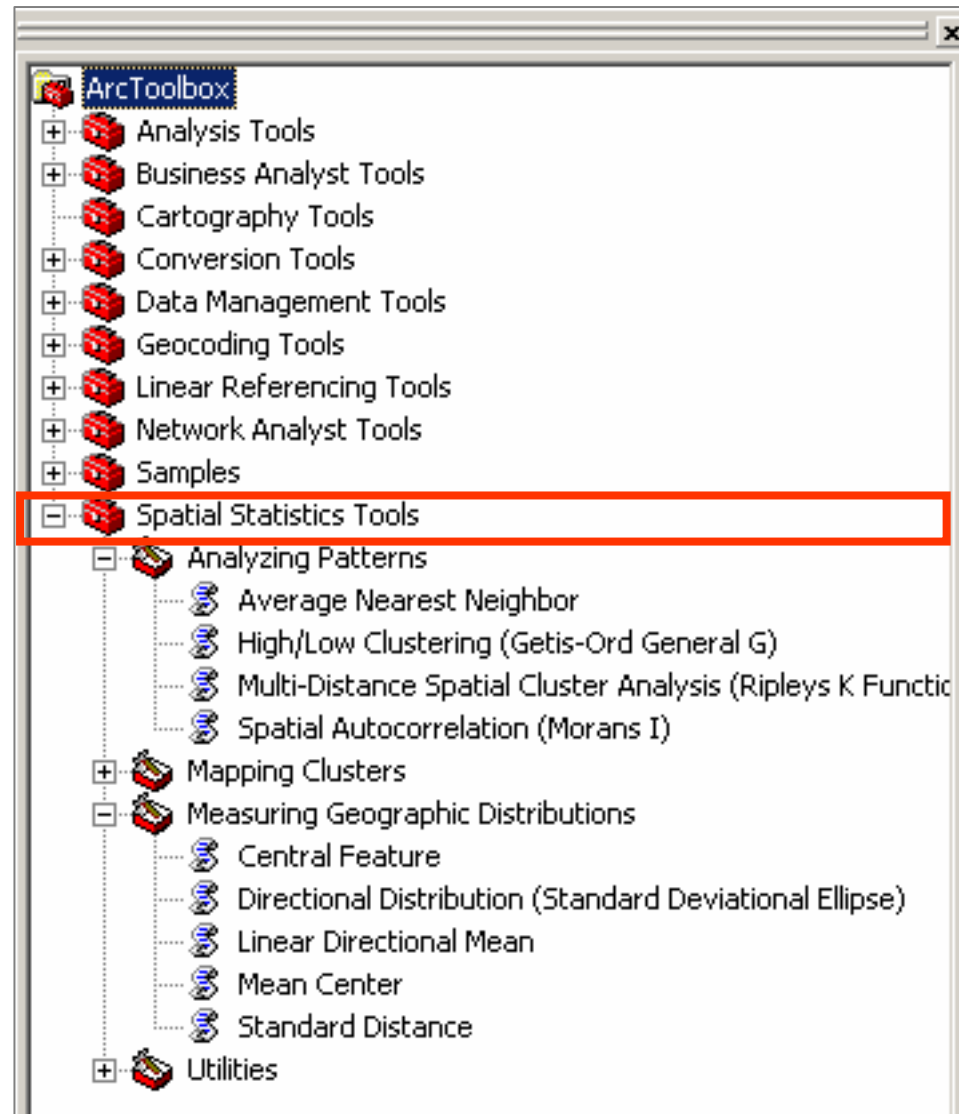 ArcToolbox
Analysis Tools
Business Analyst Tools
Cartography Tools
Conversion Tools
Data Management Tools
Geocoding Tools
Linear Referencing Tools
Network Analyst Tools
Samples
Spatial Statistics Tools
Analyzing Patterns
Average Nearest Neighbor
High/Low Clustering (Getis-Ord General G)
Multi-Distance Spatial Cluster Analysis (Ripleys K Functic
Spatial Autocorrelation (Morans I)
Mapping Clusters
Measuring Geographic Distributions
Central Feature
Directional Distribution (Standard Deviational Ellipse)
Linear Directional Mean
Mean Center
Standard Distance
Utilities